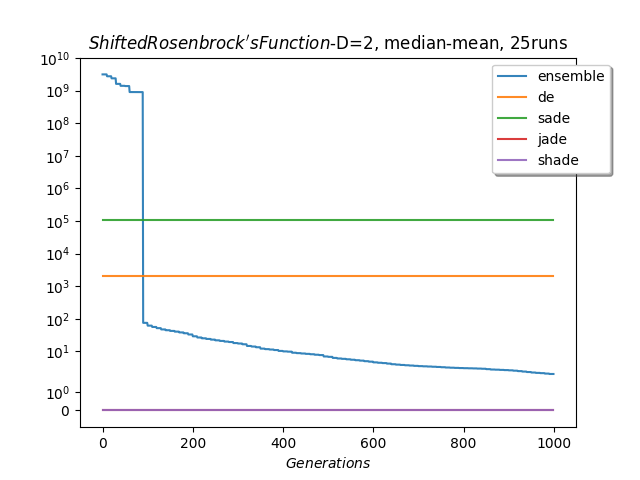 ShiftedRosenbrock'sFunction-D=2, median-mean, 25runs
ensemble
de
sade
jade
shade
10^10
10^9
10^8
10^7
10^6
10^5
10^4
10^3
10^2
10^1
10^0
0
0 200 400 600 800 1000
Generations